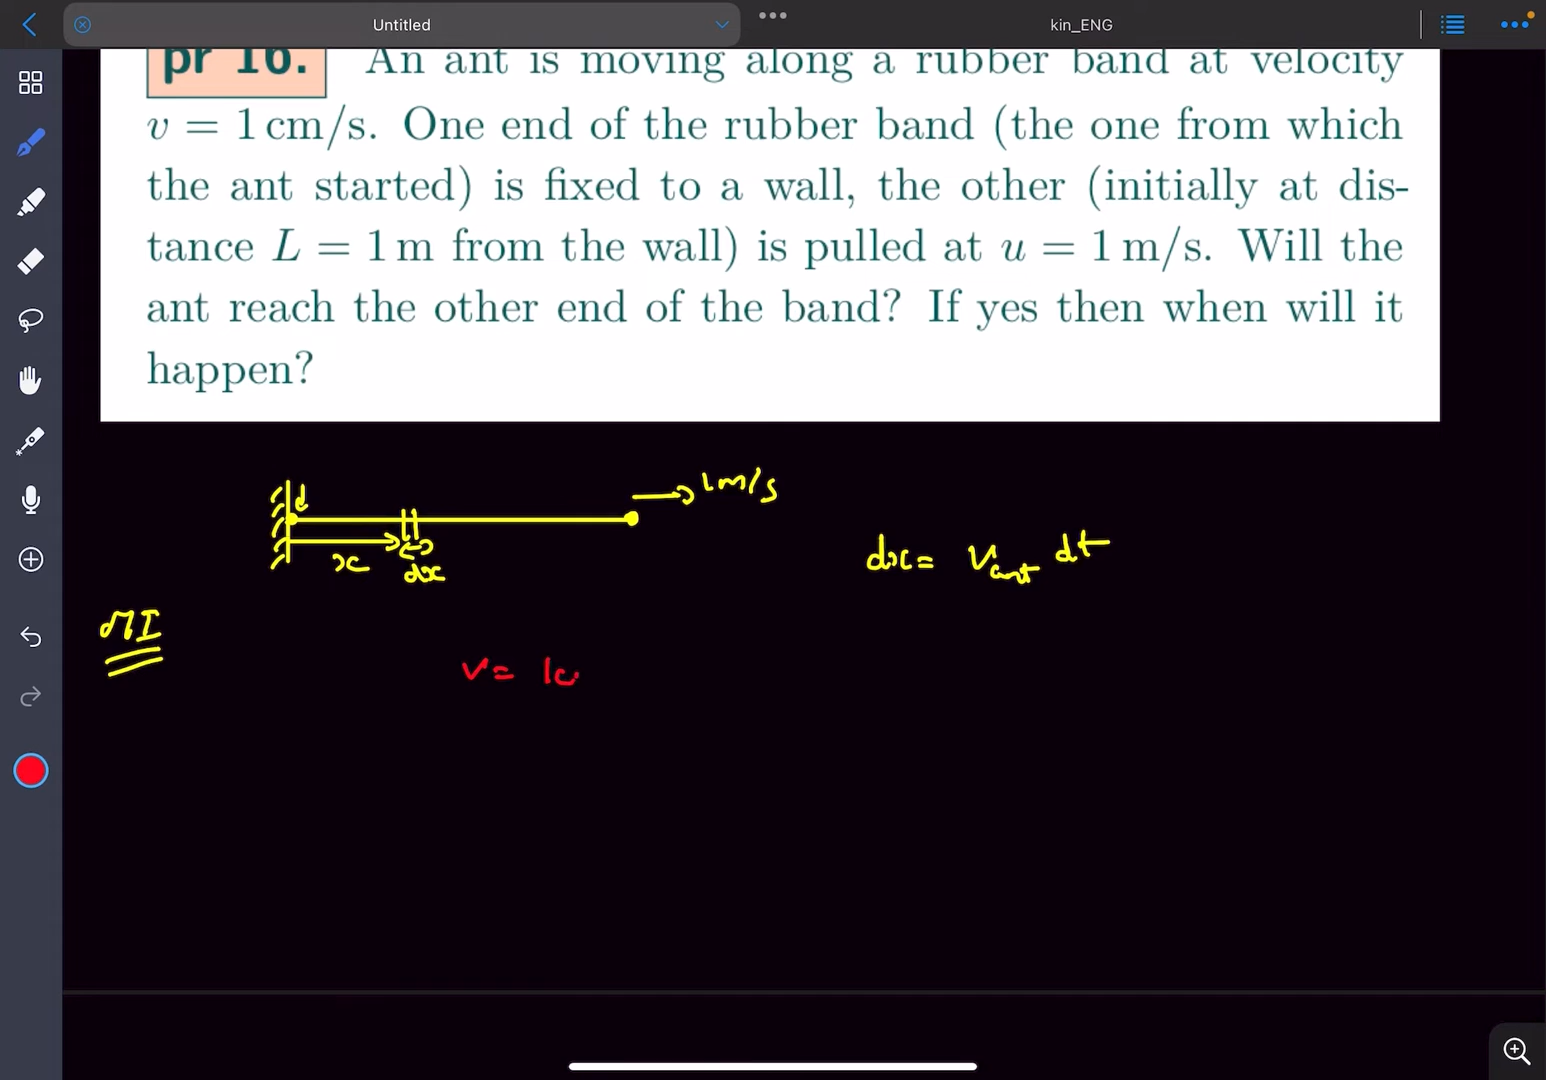 Untitled
kin_ENG
pr 16. An ant is moving along a rubber band at velocity
v = 1 cm/s. One end of the rubber band (the one from which
the ant started) is fixed to a wall, the other (initially at dis-
tance L = 1 m from the wall) is pulled at u = 1 m/s. Will the
ant reach the other end of the band? If yes then when will it
happen?
1m/s
x
dx
dx = v_ant dt
MI
v = 1c